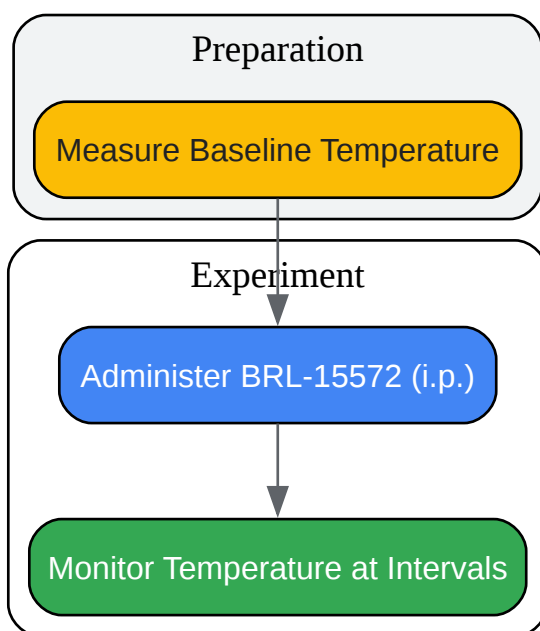 Preparation
Measure Baseline Temperature
Experiment
Administer BRL-15572 (i.p.)
Monitor Temperature at Intervals